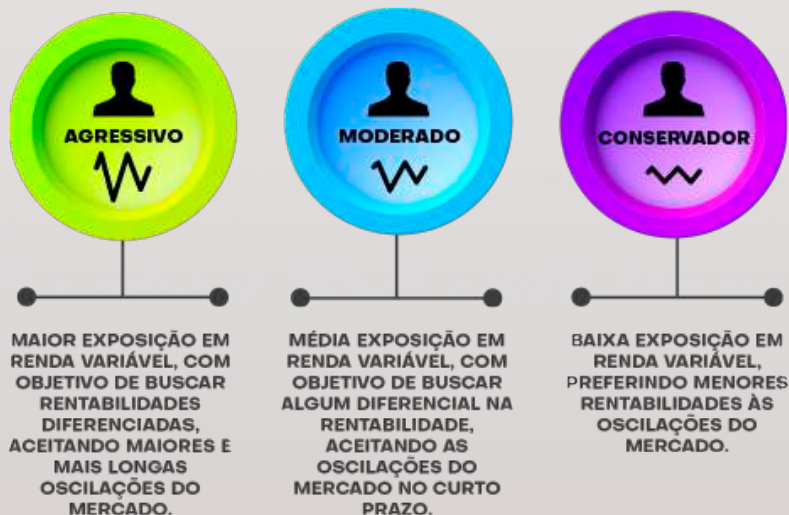 AGRESSIVO
MAIOR EXPOSIÇÃO EM
RENDA VARIÁVEL, COM
OBJETIVO DE BUSCAR
RENTABILIDADES
DIFERENCIADAS,
ACEITANDO MAIORES E
MAIS LONGAS
OSCILAÇÕES DO
MERCADO.
MODERADO
MÉDIA EXPOSIÇÃO EM
RENDA VARIÁVEL, COM
OBJETIVO DE BUSCAR
ALGUM DIFERENCIAL NA
RENTABILIDADE,
ACEITANDO AS
OSCILAÇÕES DO
MERCADO NO CURTO
PRAZO.
CONSERVADOR
BAIXA EXPOSIÇÃO EM
RENDA VARIÁVEL,
PREFERINDO MENORES
RENTABILIDADES ÀS
OSCILAÇÕES DO
MERCADO.